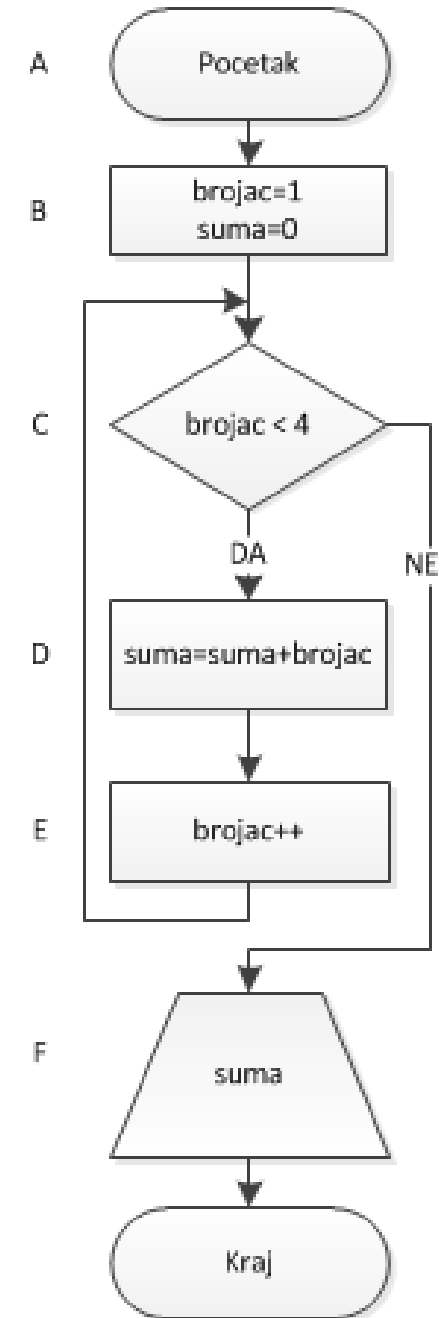 A
Pocetak
B
brojac=1
suma=0
C
brojac < 4
DA
NE
D
suma=suma+brojac
E
brojac++
F
suma
Kraj